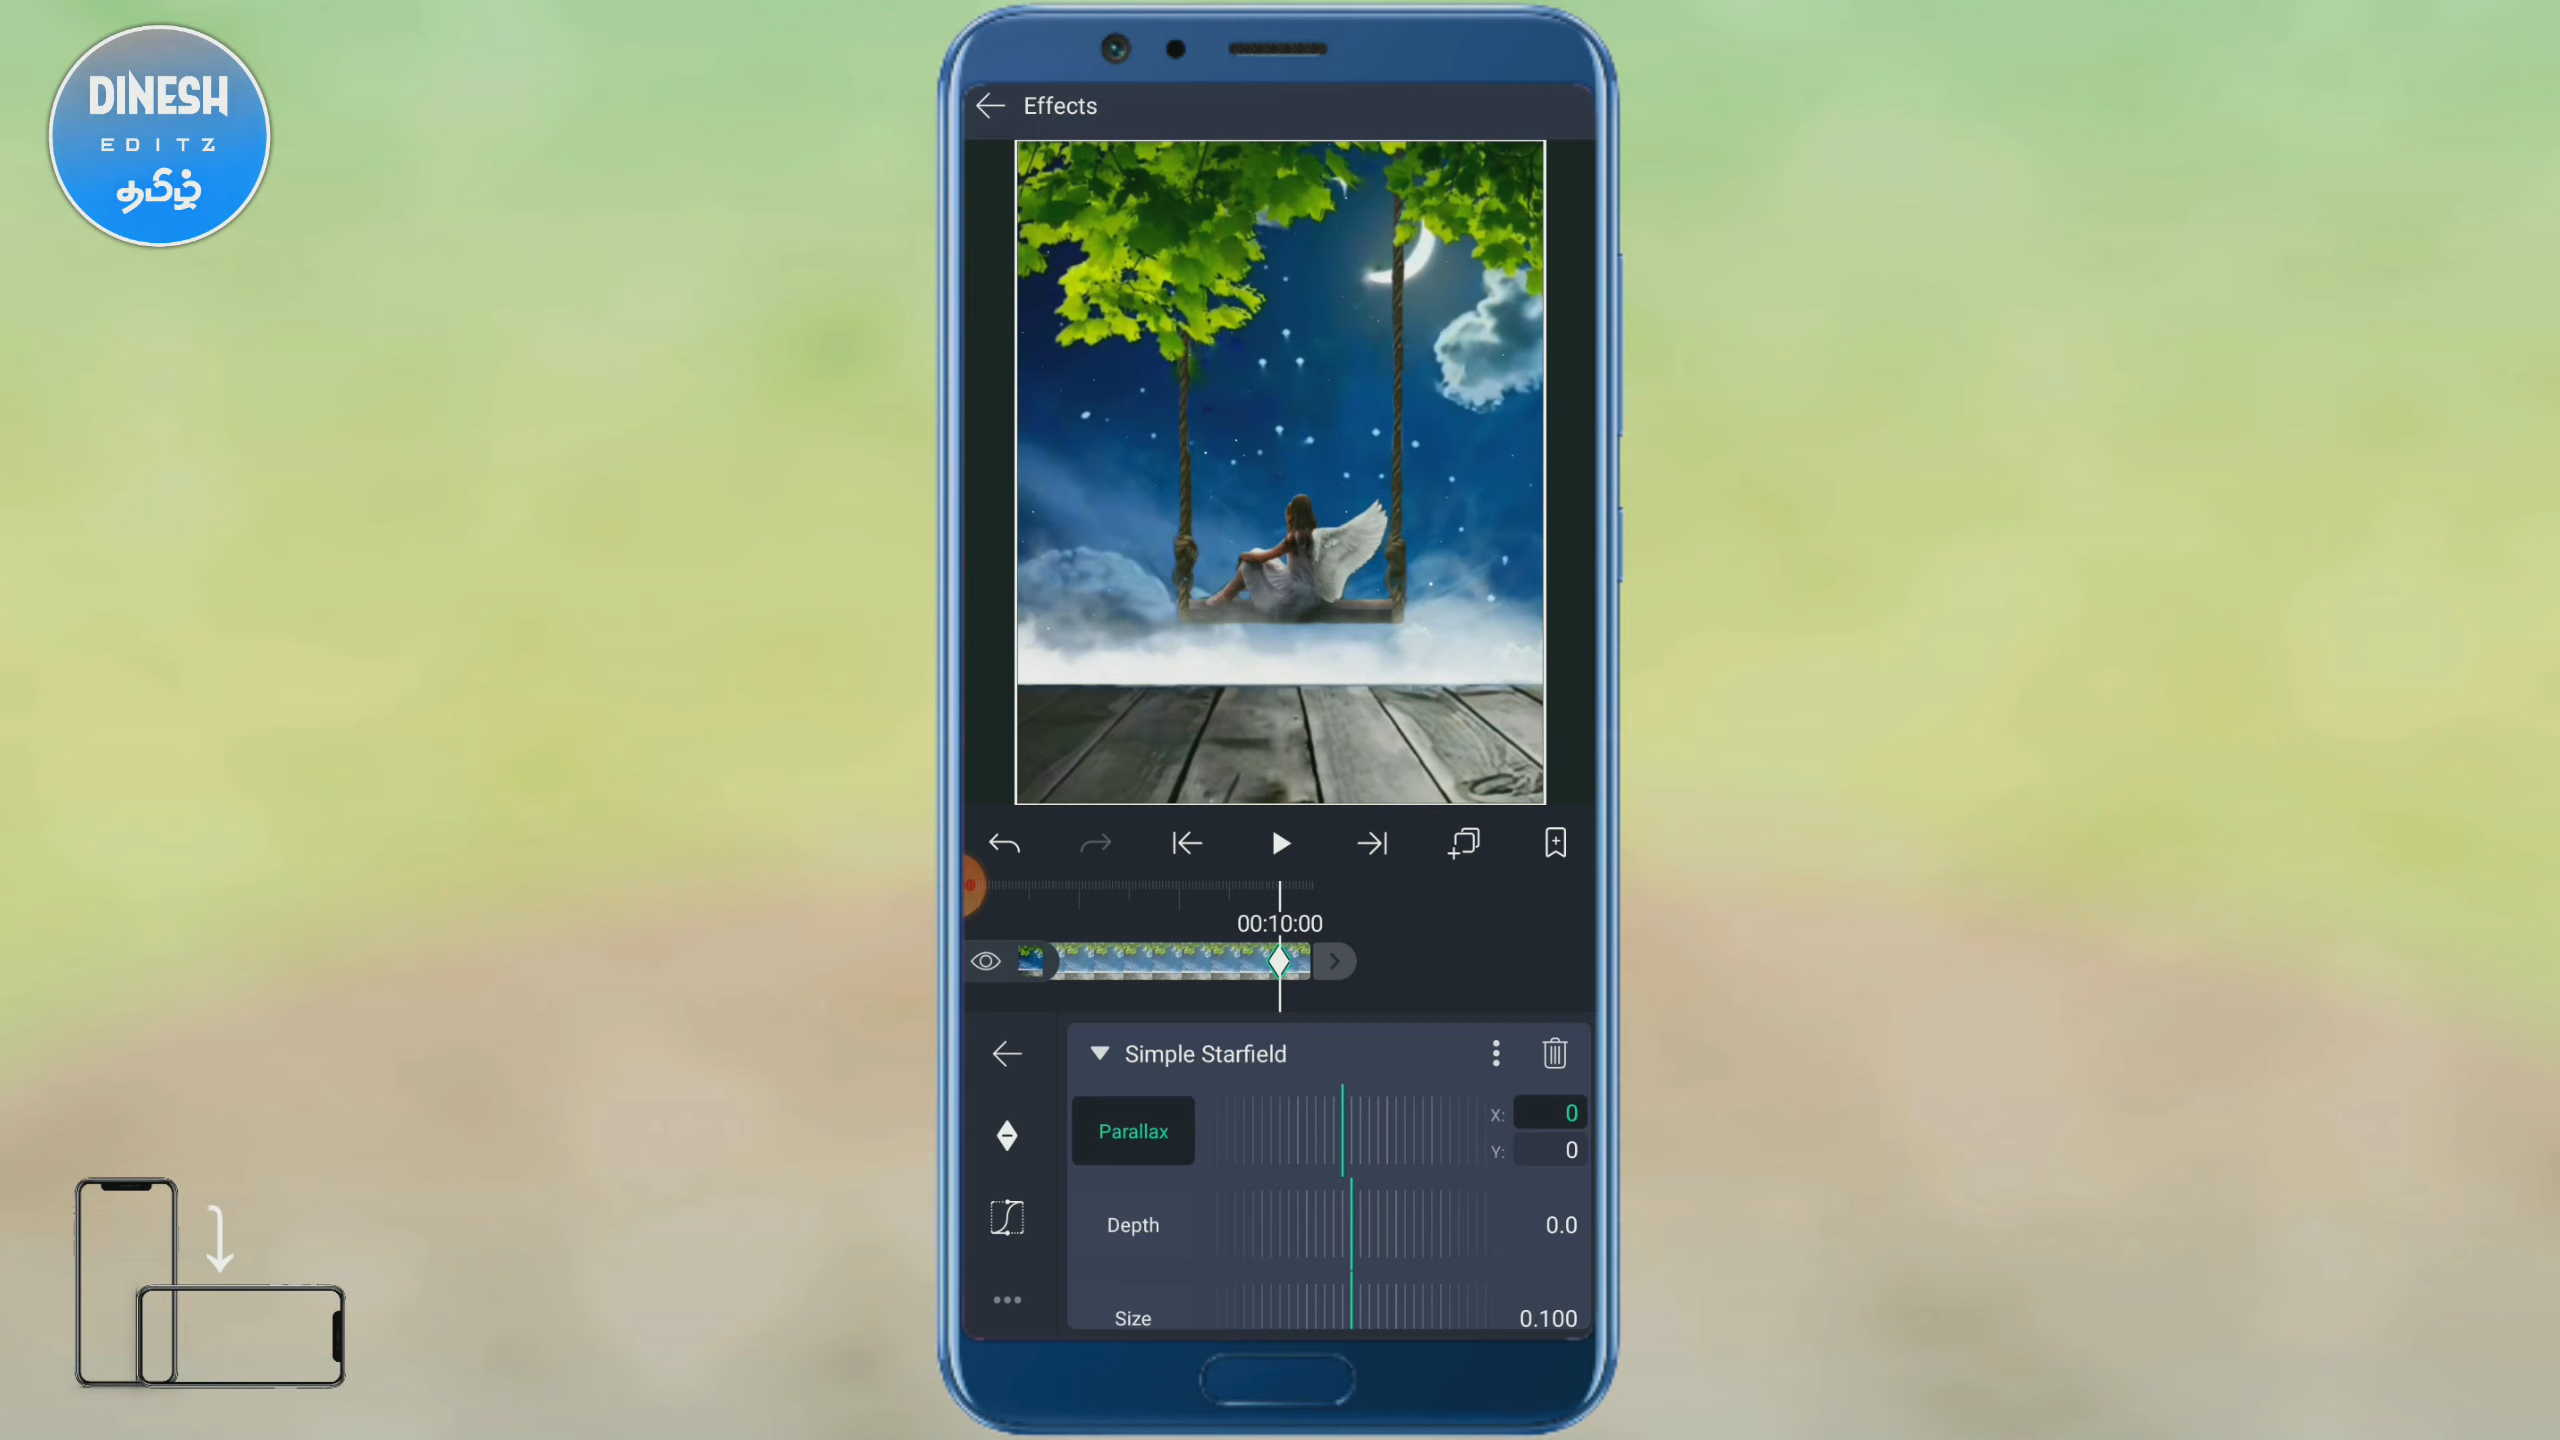 DINESH
EDITZ
தமிழ்
Effects
00:10:00
Simple Starfield
Parallax
X: 0
Y: 0
Depth 0.0
Size 0.100